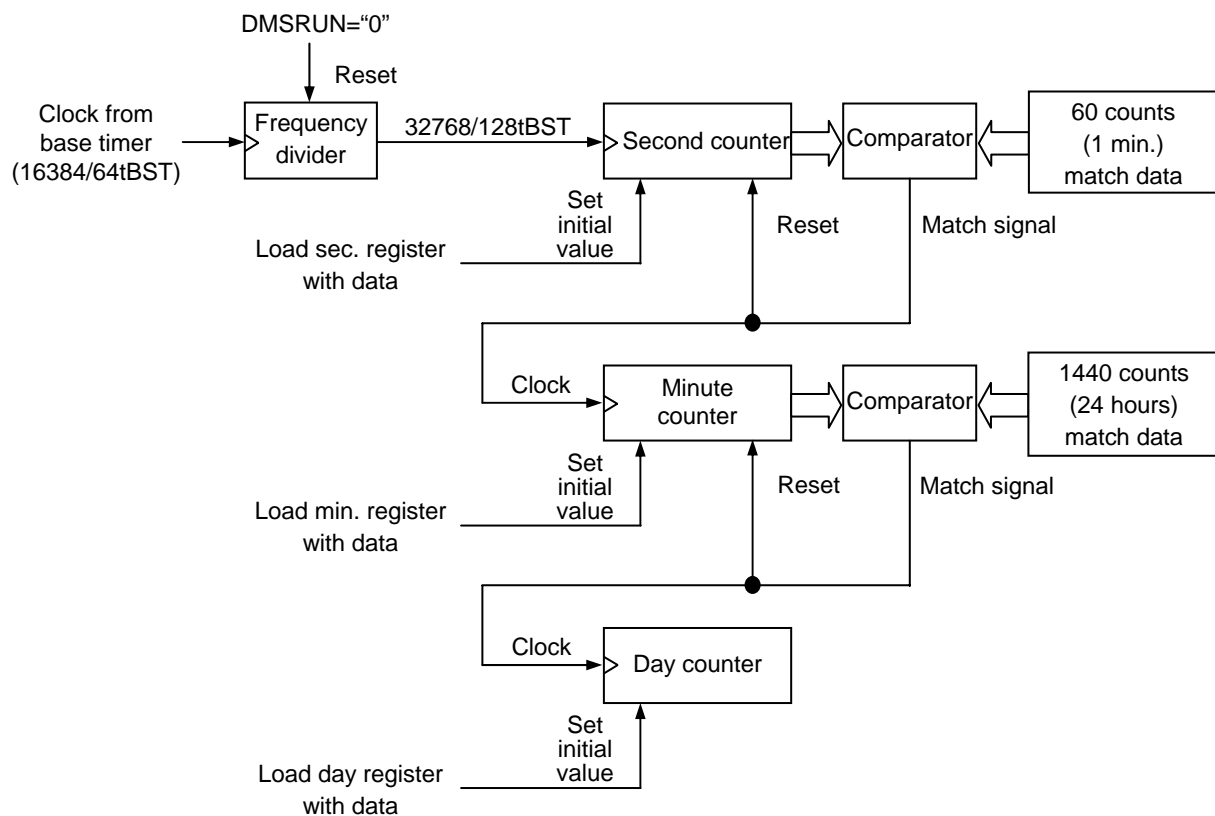 DMSRUN=“0”
Reset
Clock from
base timer
(16384/64tBST)
Frequency
divider
32768/128tBST
Second counter
Comparator
60 counts
(1 min.)
match data
Set
initial
value
Reset
Match signal
Load sec. register
with data
Clock
Minute
counter
Comparator
1440 counts
(24 hours)
match data
Set
initial
value
Reset
Match signal
Load min. register
with data
Clock
Day counter
Set
initial
value
Load day register
with data